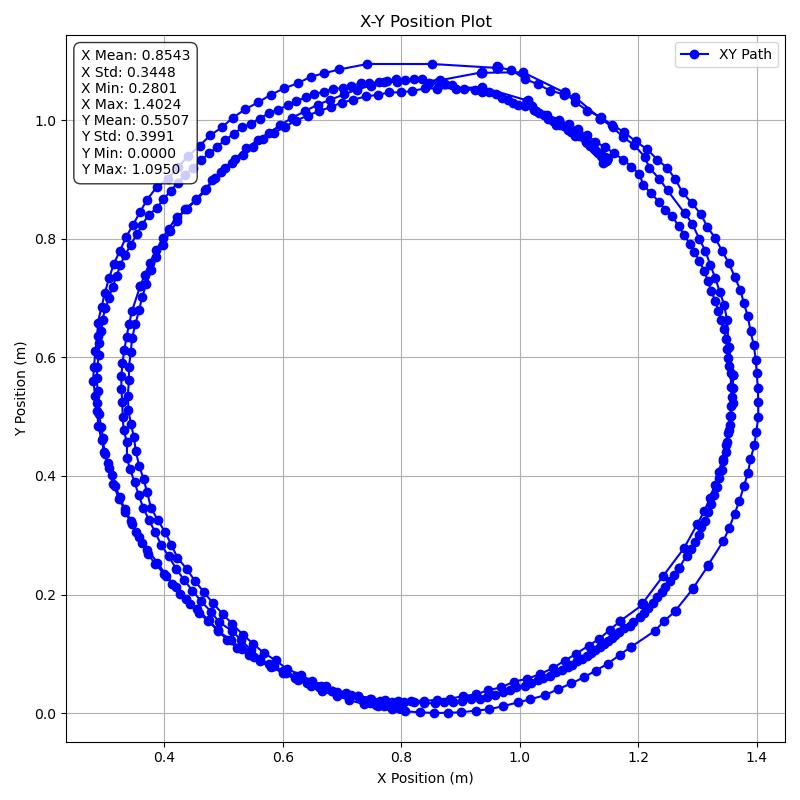 X-Y Position Plot
X Mean: 0.8543
X Std: 0.3448
X Min: 0.2801
X Max: 1.4024
Y Mean: 0.5507
Y Std: 0.3991
Y Min: 0.0000
Y Max: 1.0950
XY Path
Y Position (m)
1.0
0.8
0.6
0.4
0.2
0.0
0.4 0.6 0.8 1.0 1.2 1.4
X Position (m)